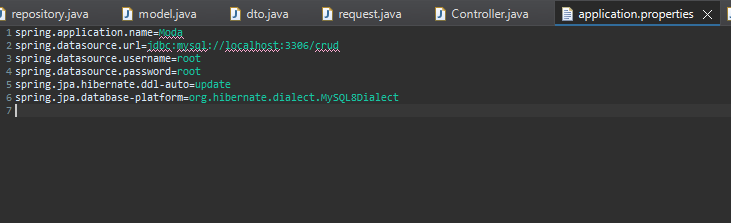 repository.java model.java dto.java request.java Controller.java application.properties
1 spring.application.name=Moda
2 spring.datasource.url=jdbc:mysql://localhost:3306/crud
3 spring.datasource.username=root
4 spring.datasource.password=root
5 spring.jpa.hibernate.ddl-auto=update
6 spring.jpa.database-platform=org.hibernate.dialect.MySQL8Dialect
7